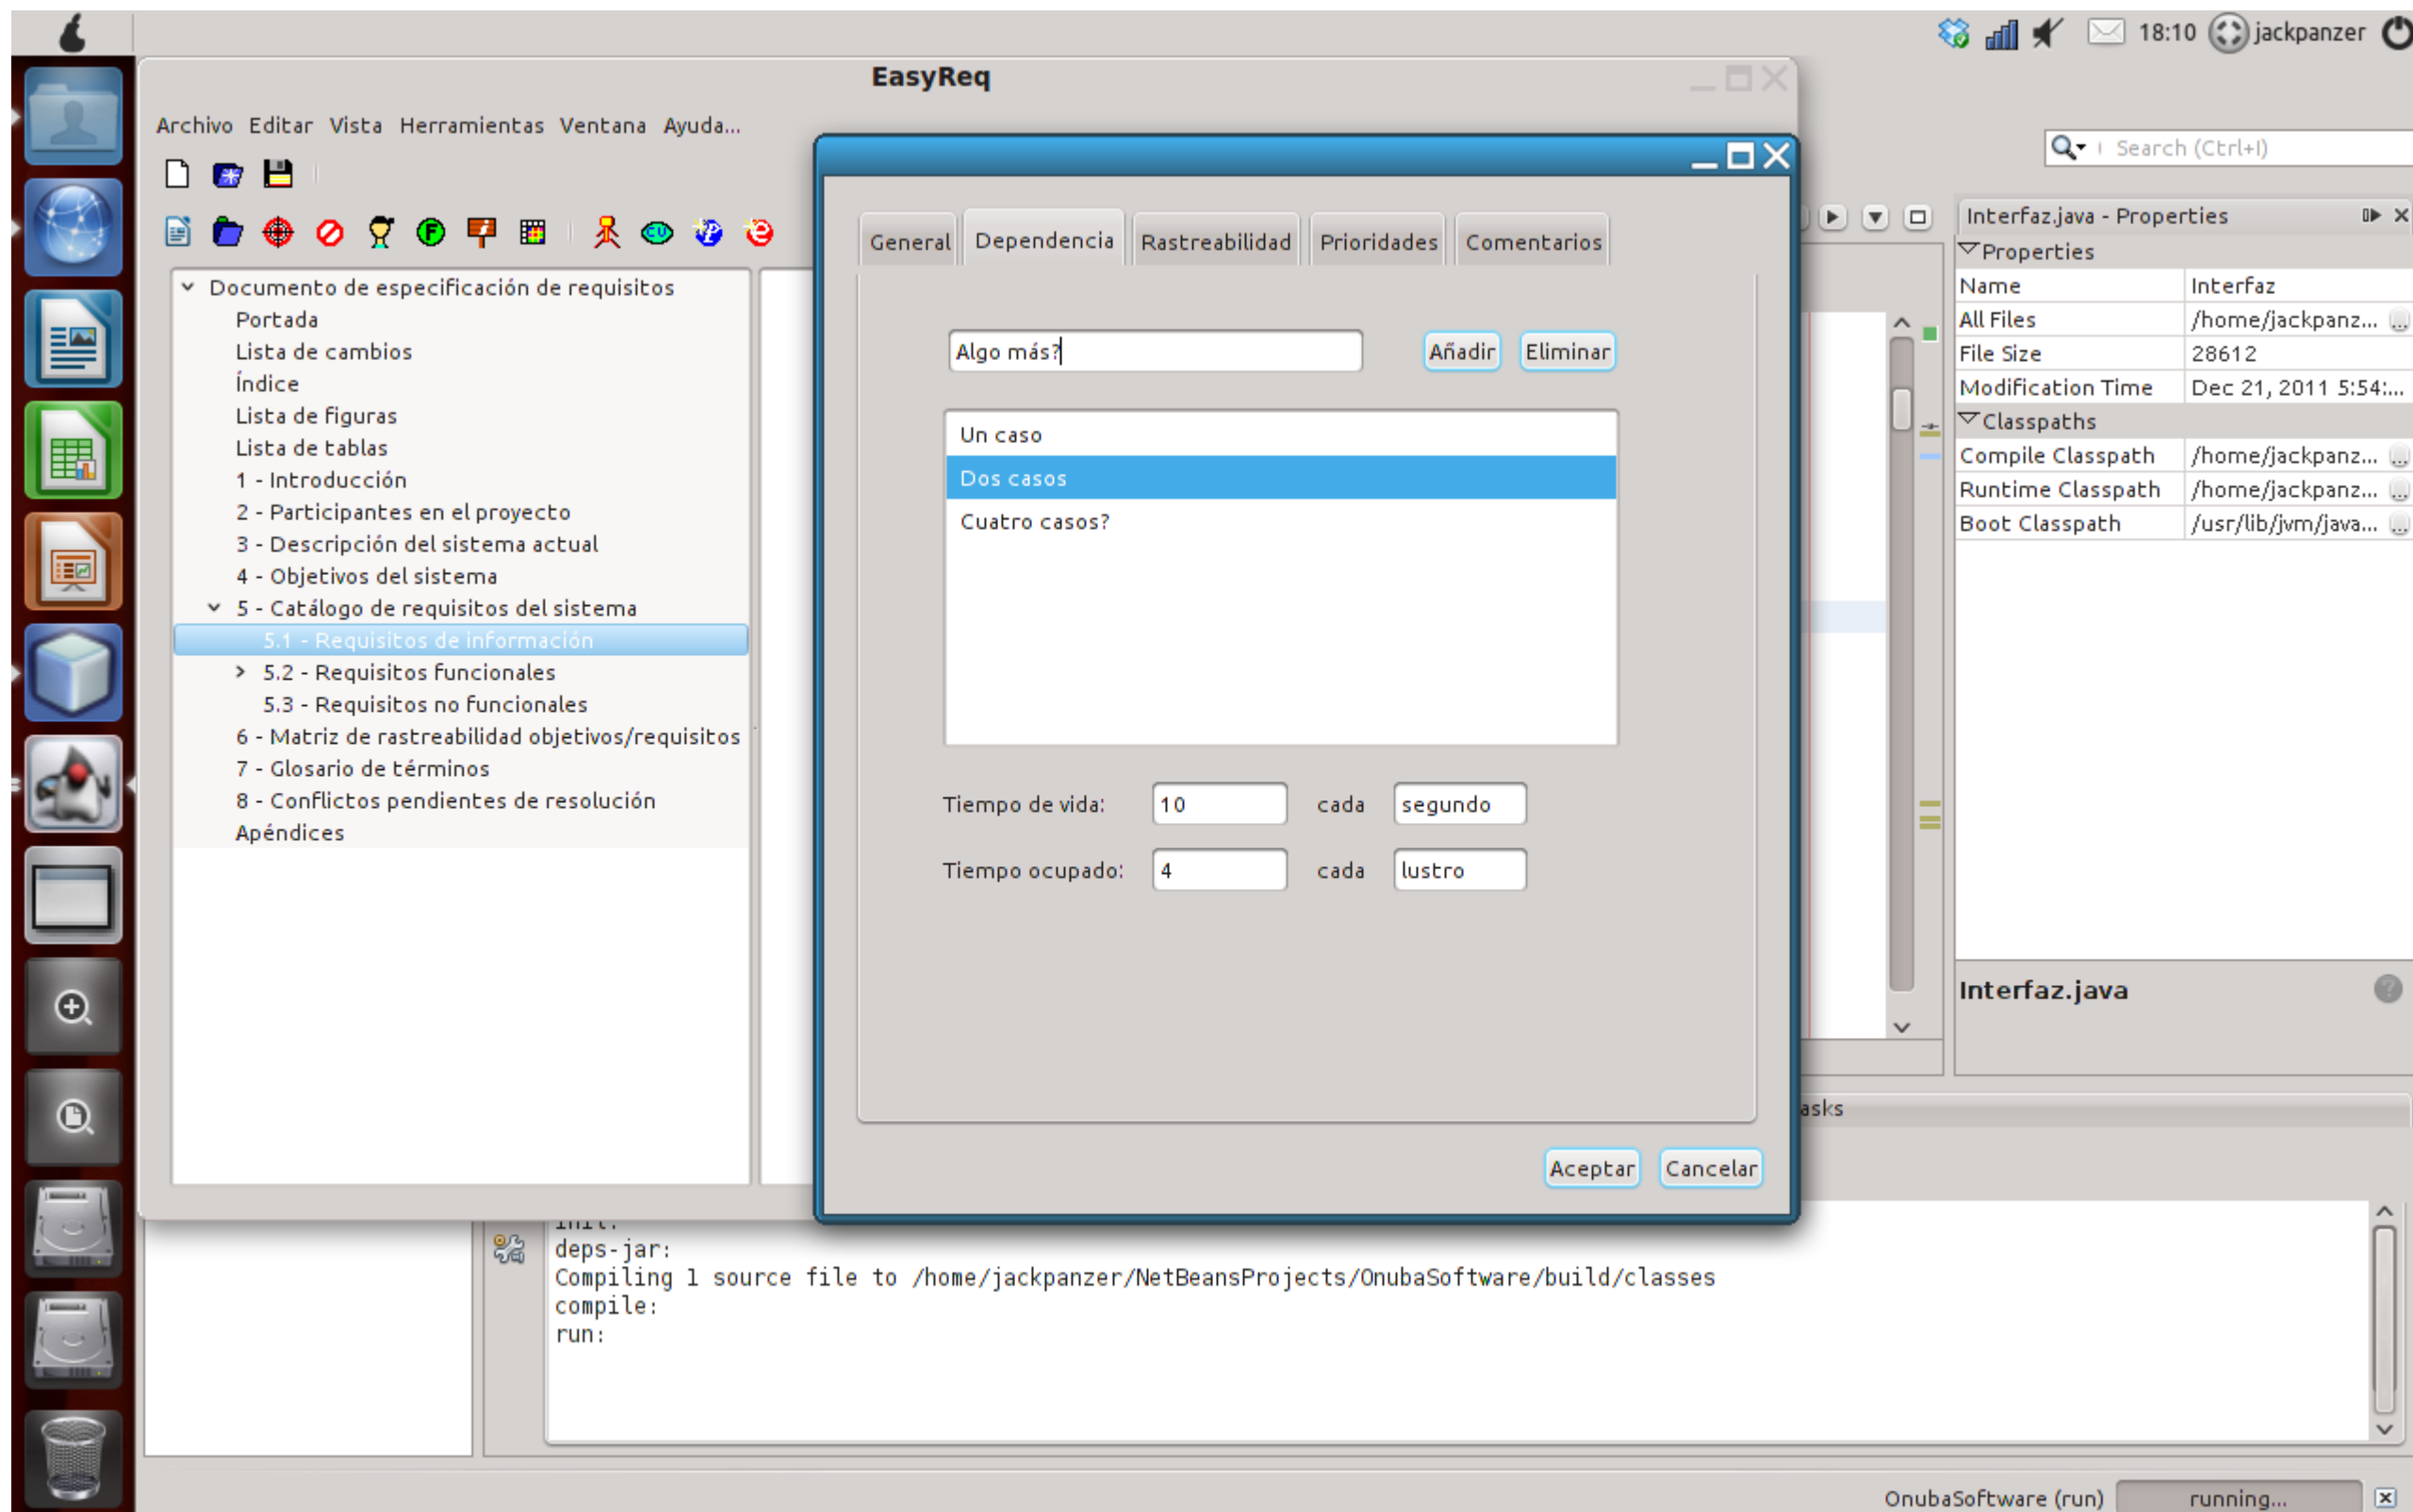 18:10 jackpanzer
EasyReq
Archivo Editar Vista Herramientas Ventana Ayuda...
Search (Ctrl+I)
Documento de especificación de requisitos
Portada
Lista de cambios
Índice
Lista de figuras
Lista de tablas
1 - Introducción
2 - Participantes en el proyecto
3 - Descripción del sistema actual
4 - Objetivos del sistema
5 - Catálogo de requisitos del sistema
5.1 - Requisitos de información
5.2 - Requisitos funcionales
5.3 - Requisitos no funcionales
6 - Matriz de rastreabilidad objetivos/requisitos
7 - Glosario de términos
8 - Conflictos pendientes de resolución
Apéndices
General Dependencia Rastreabilidad Prioridades Comentarios
Algo más? Añadir Eliminar
Un caso
Dos casos
Cuatro casos?
Tiempo de vida: 10 cada segundo
Tiempo ocupado: 4 cada lustro
Aceptar Cancelar
Interfaz.java - Properties
Properties
Name Interfaz
All Files /home/jackpanz... ...
File Size 28612
Modification Time Dec 21, 2011 5:54:...
Classpaths
Compile Classpath /home/jackpanz... ...
Runtime Classpath /home/jackpanz... ...
Boot Classpath /usr/lib/jvm/java... ...
Interfaz.java
asks
init:
deps-jar:
Compiling 1 source file to /home/jackpanzer/NetBeansProjects/OnubaSoftware/build/classes
compile:
run:
OnubaSoftware (run) running...